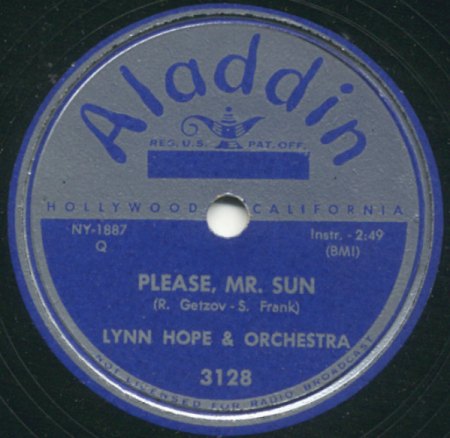 Aladdin
REG. U.S. PAT. OFF.
HOLLYWOOD CALIFORNIA
NY-1887
Q
Instr. - 2:49
(BMI)
PLEASE, MR. SUN
(R. Getzov - S. Frank)
LYNN HOPE & ORCHESTRA
3128
NOT LICENSED FOR RADIO BROADCAST